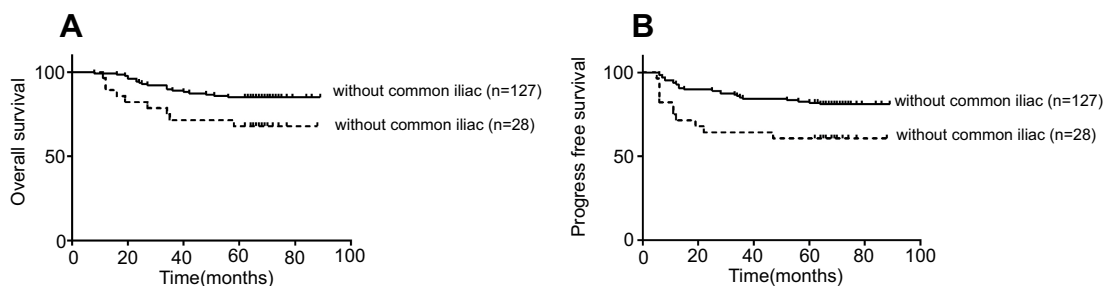 A
Overall survival
100
50
0
0 20 40 60 80 100
Time(months)
without common iliac (n=127)
without common iliac (n=28)
B
Progress free survival
100
50
0
0 20 40 60 80 100
Time(months)
without common iliac (n=127)
without common iliac (n=28)